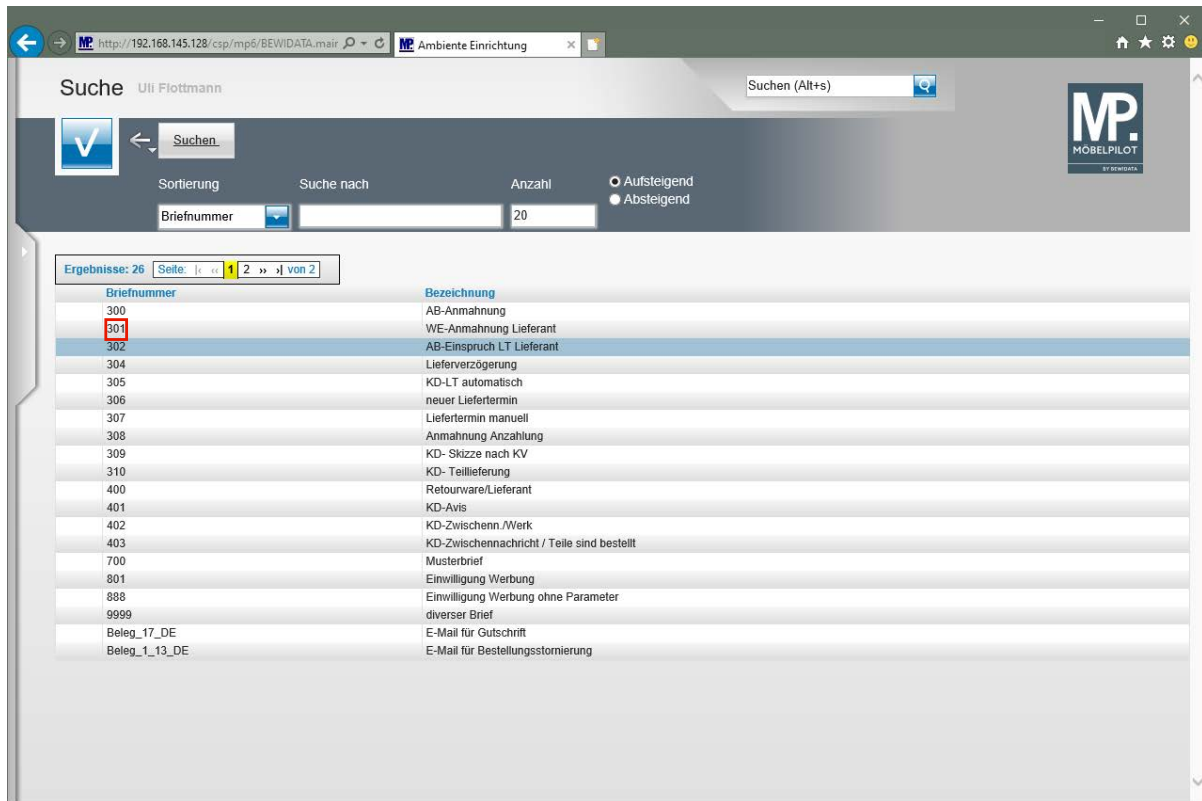 http://192.168.145.128/csp/mp6/BEWIDATA.mair
MP. Ambiente Einrichtung
Suche Uli Flottmann
Suchen (Alt+s)
MP.
MÖBELPILOT
BY BEWIDATA
Suchen
Sortierung Suche nach Anzahl Aufsteigend
Absteigend
Briefnummer 20
Ergebnisse: 26 Seite: |‹ ‹‹ 1 2 ›› ›| von 2
Briefnummer Bezeichnung
300 AB-Anmahnung
301 WE-Anmahnung Lieferant
302 AB-Einspruch LT Lieferant
304 Lieferverzögerung
305 KD-LT automatisch
306 neuer Liefertermin
307 Liefertermin manuell
308 Anmahnung Anzahlung
309 KD- Skizze nach KV
310 KD- Teillieferung
400 Retourware/Lieferant
401 KD-Avis
402 KD-Zwischenn./Werk
403 KD-Zwischennachricht / Teile sind bestellt
700 Musterbrief
801 Einwilligung Werbung
888 Einwilligung Werbung ohne Parameter
9999 diverser Brief
Beleg_17_DE E-Mail für Gutschrift
Beleg_1_13_DE E-Mail für Bestellungsstornierung